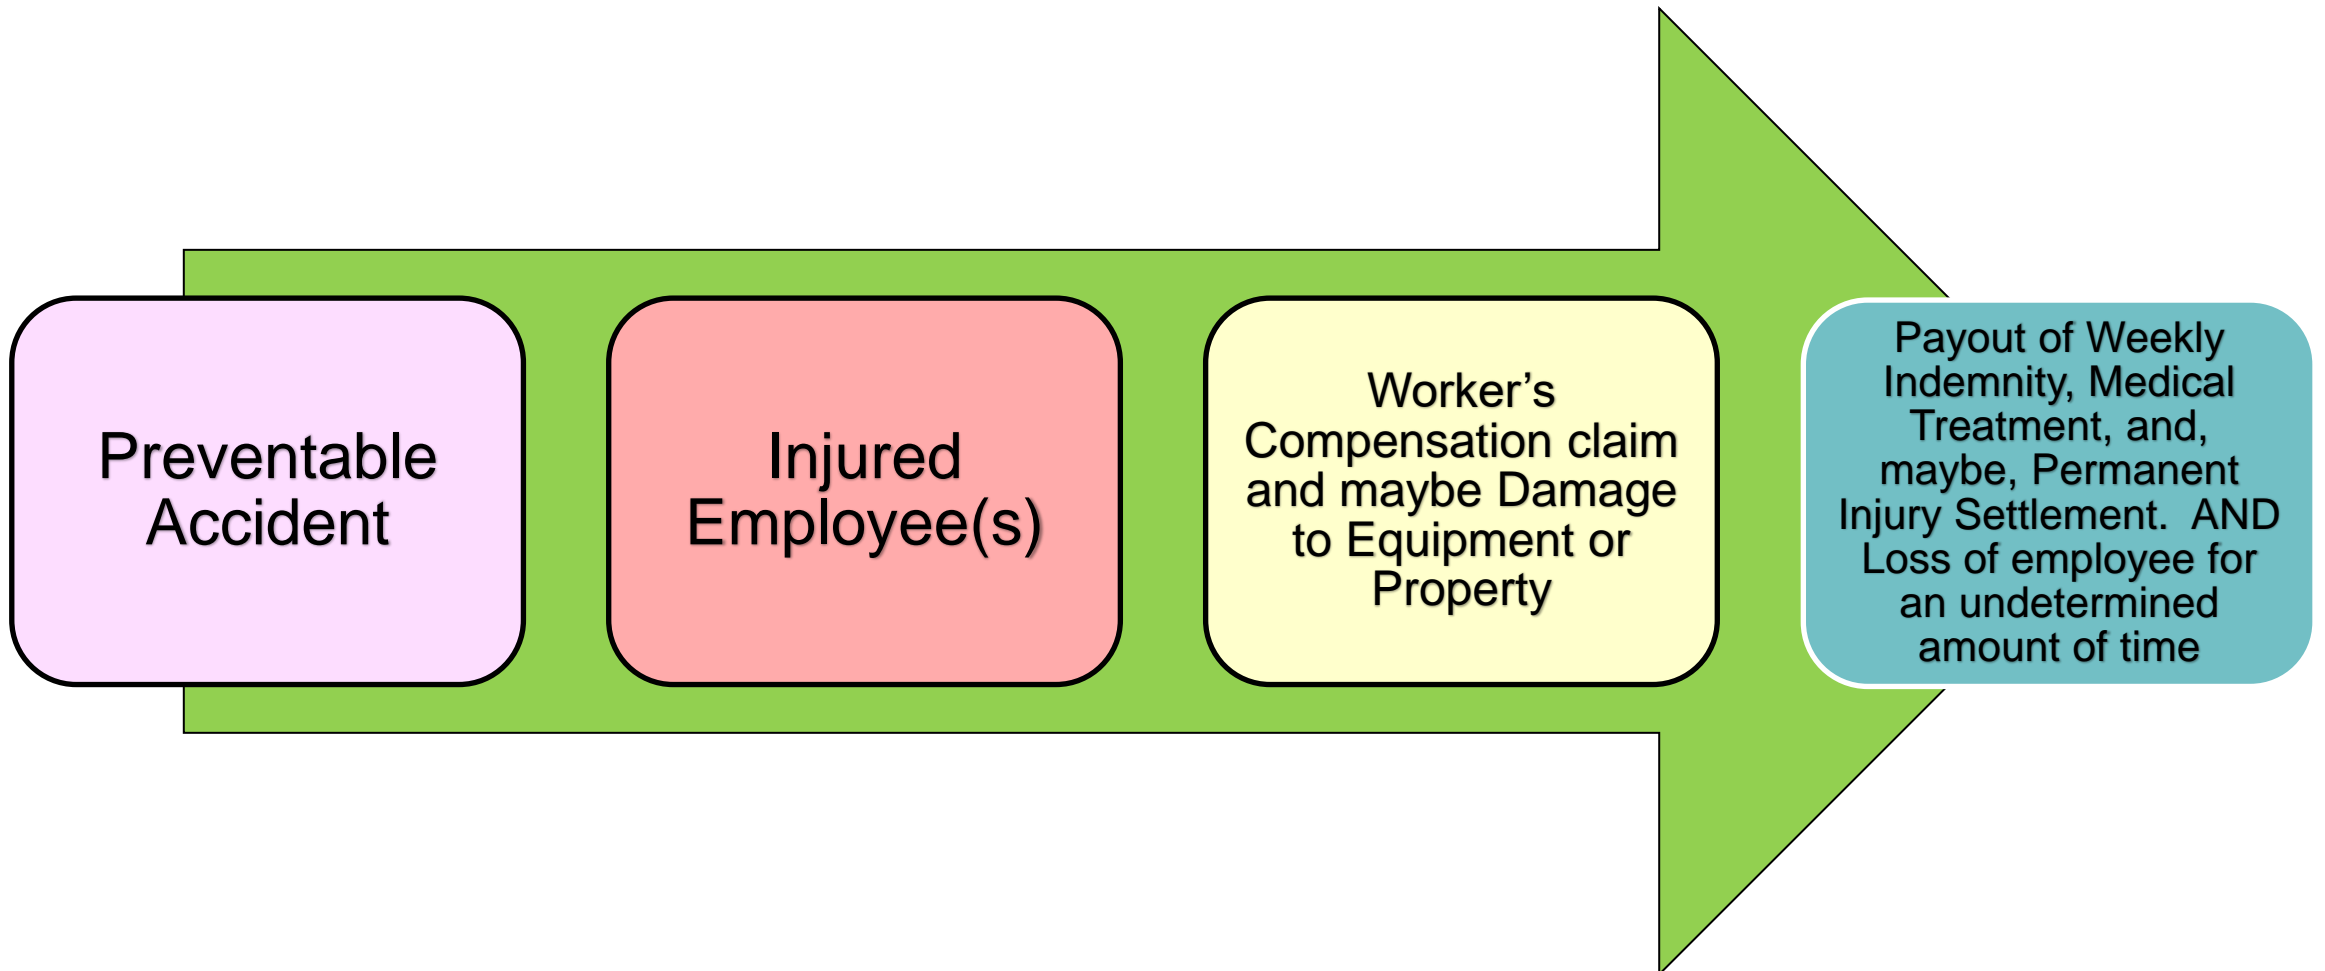 Preventable
Accident
Injured
Employee(s)
Worker’s
Compensation claim
and maybe Damage
to Equipment or
Property
Payout of Weekly
Indemnity, Medical
Treatment, and,
maybe, Permanent
Injury Settlement.  AND
Loss of employee for
an undetermined
amount of time